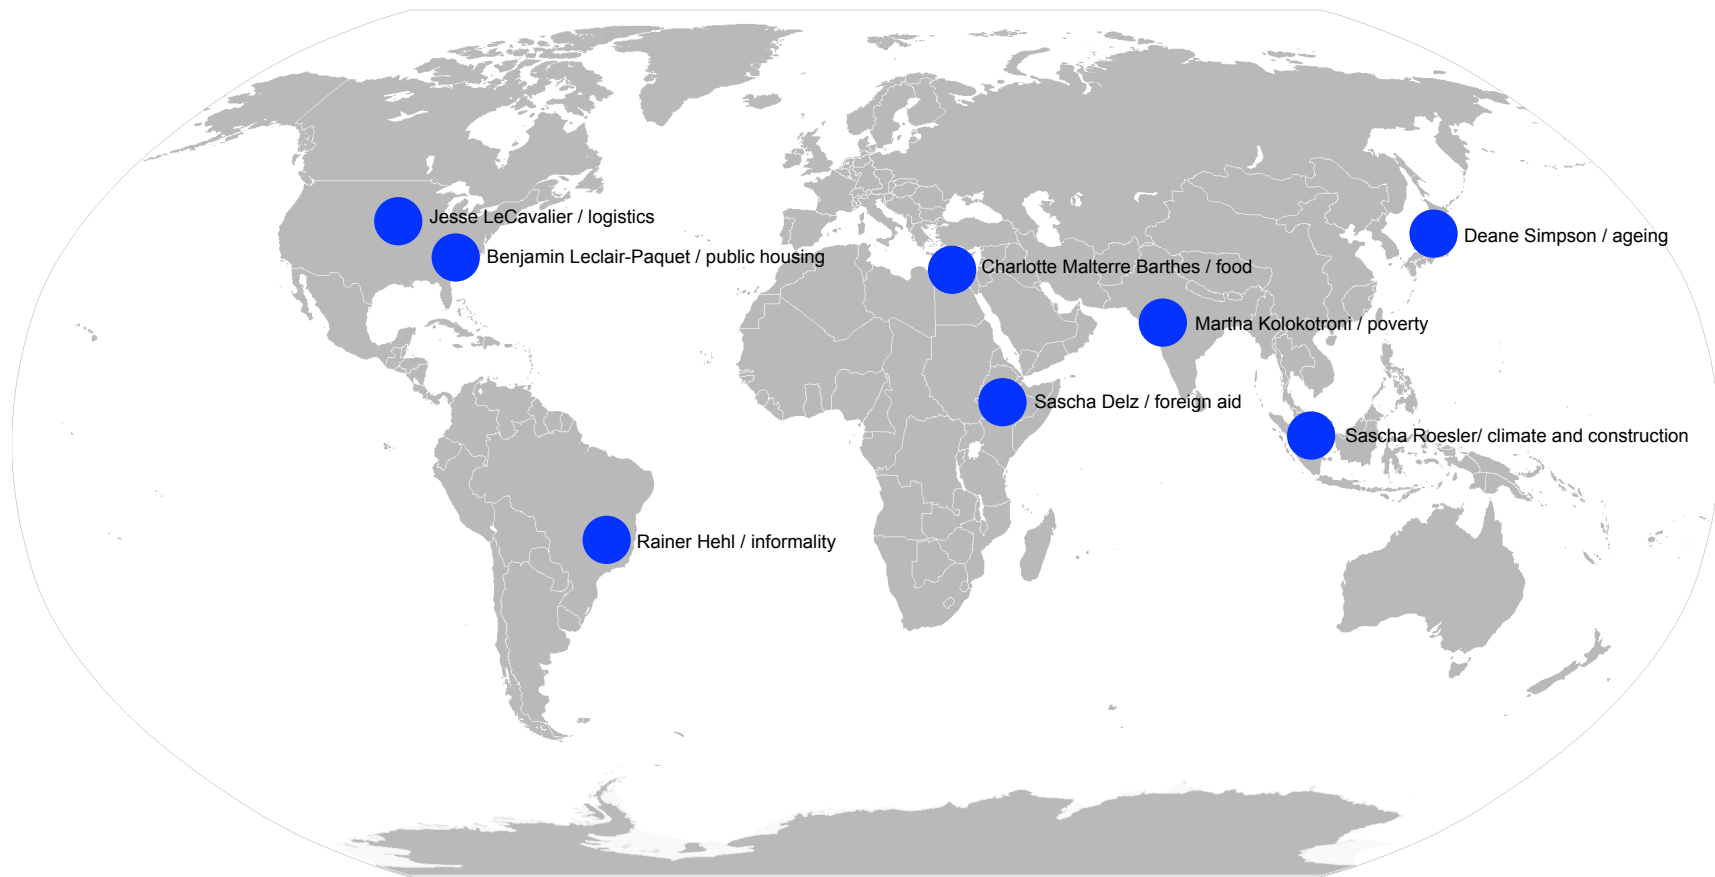 Jesse LeCavalier / logistics
Benjamin Leclair-Paquet / public housing
Deane Simpson / ageing
Charlotte Malterre Barthes / food
Martha Kolokotroni / poverty
Sascha Delz / foreign aid
Sascha Roesler/ climate and construction
Rainer Hehl / informality